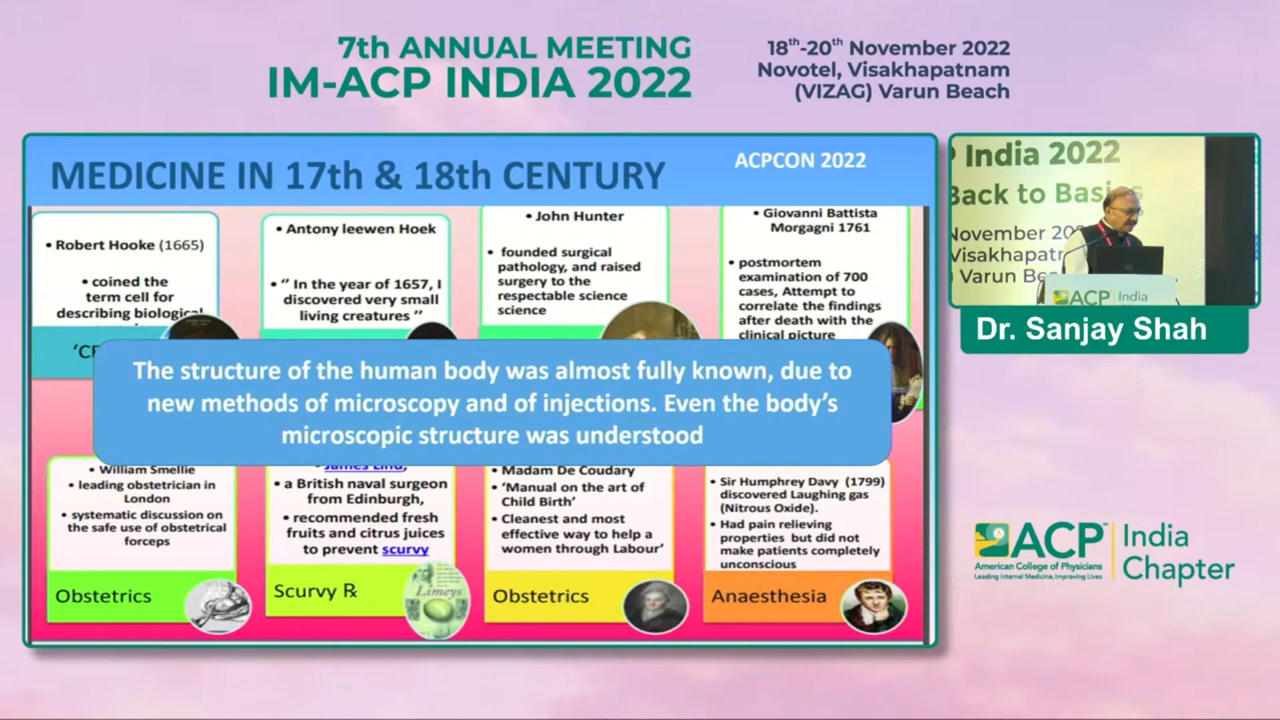 7th ANNUAL MEETING
IM-ACP INDIA 2022
18th-20th November 2022
Novotel, Visakhapatnam
(VIZAG) Varun Beach
MEDICINE IN 17th & 18th CENTURY
ACPCON 2022
• Robert Hooke (1665)
• coined the
term cell for
describing biological
• Antony leewen Hoek
• “ In the year of 1657, I
discovered very small
living creatures ”
• John Hunter
• founded surgical
pathology, and raised
surgery to the
respectable science
science
• Giovanni Battista
Morgagni 1761
• postmortem
examination of 700
cases, Attempt to
correlate the findings
after death with the
clinical picture
The structure of the human body was almost fully known, due to
new methods of microscopy and of injections. Even the body’s
microscopic structure was understood
• William Smellie
• leading obstetrician in
London
• systematic discussion on
the safe use of obstetrical
forceps
Obstetrics
• James Lind,
• a British naval surgeon
from Edinburgh,
• recommended fresh
fruits and citrus juices
to prevent scurvy
Scurvy ℞
Limeys
• Madam De Coudary
• ‘Manual on the art of
Child Birth’
• Cleanest and most
effective way to help a
women through Labour’
Obstetrics
• Sir Humphrey Davy (1799)
discovered Laughing gas
(Nitrous Oxide).
• Had pain relieving
properties but did not
make patients completely
unconscious
Anaesthesia
India 2022
Back to Basics
November
Visakhapatn
Varun Be
ACP India
Dr. Sanjay Shah
ACP™
American College of Physicians
Leading Internal Medicine, Improving Lives
India
Chapter